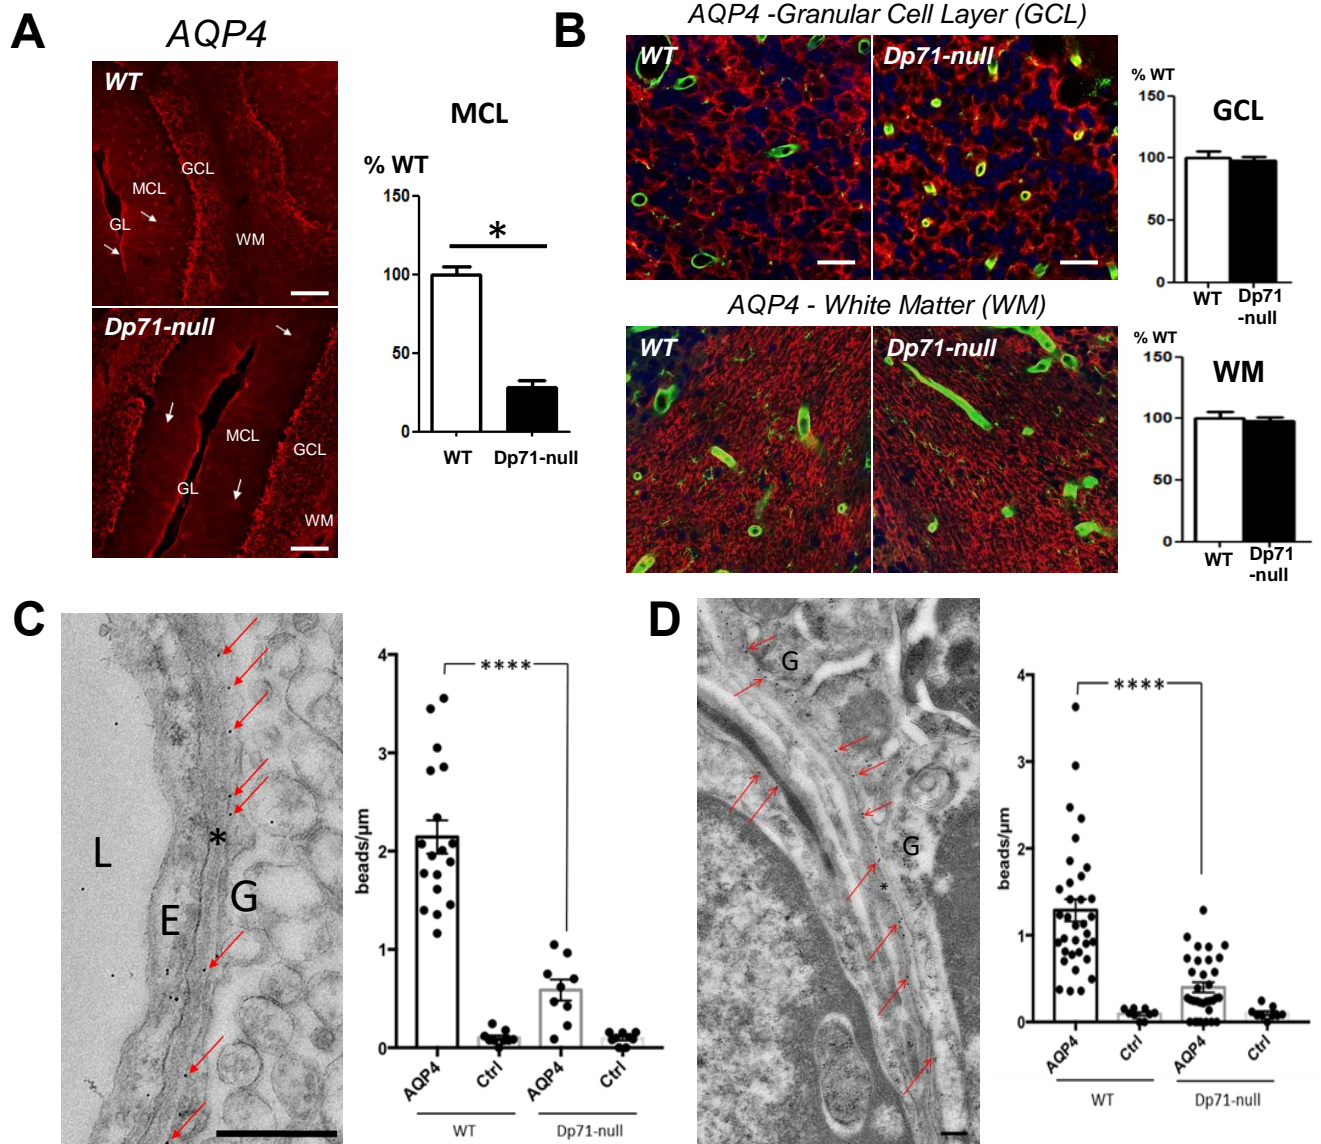 A
AQP4
WT
GCL
MCL
GL
WM
Dp71-null
MCL
GCL
GL
WM
MCL
% WT
150
100
50
0
*
WT Dp71-null
B
AQP4 -Granular Cell Layer (GCL)
WT
Dp71-null
% WT
150
100
50
0
GCL
WT Dp71
-null
AQP4 - White Matter (WM)
WT
Dp71-null
% WT
150
100
50
0
WM
WT Dp71
-null
C
L
E
*
G
4
3
2
1
0
beads/µm
****
AQP4 Ctrl AQP4 Ctrl
WT Dp71-null
D
G
G
*
4
3
2
1
0
beads/µm
****
AQP4 Ctrl AQP4 Ctrl
WT Dp71-null